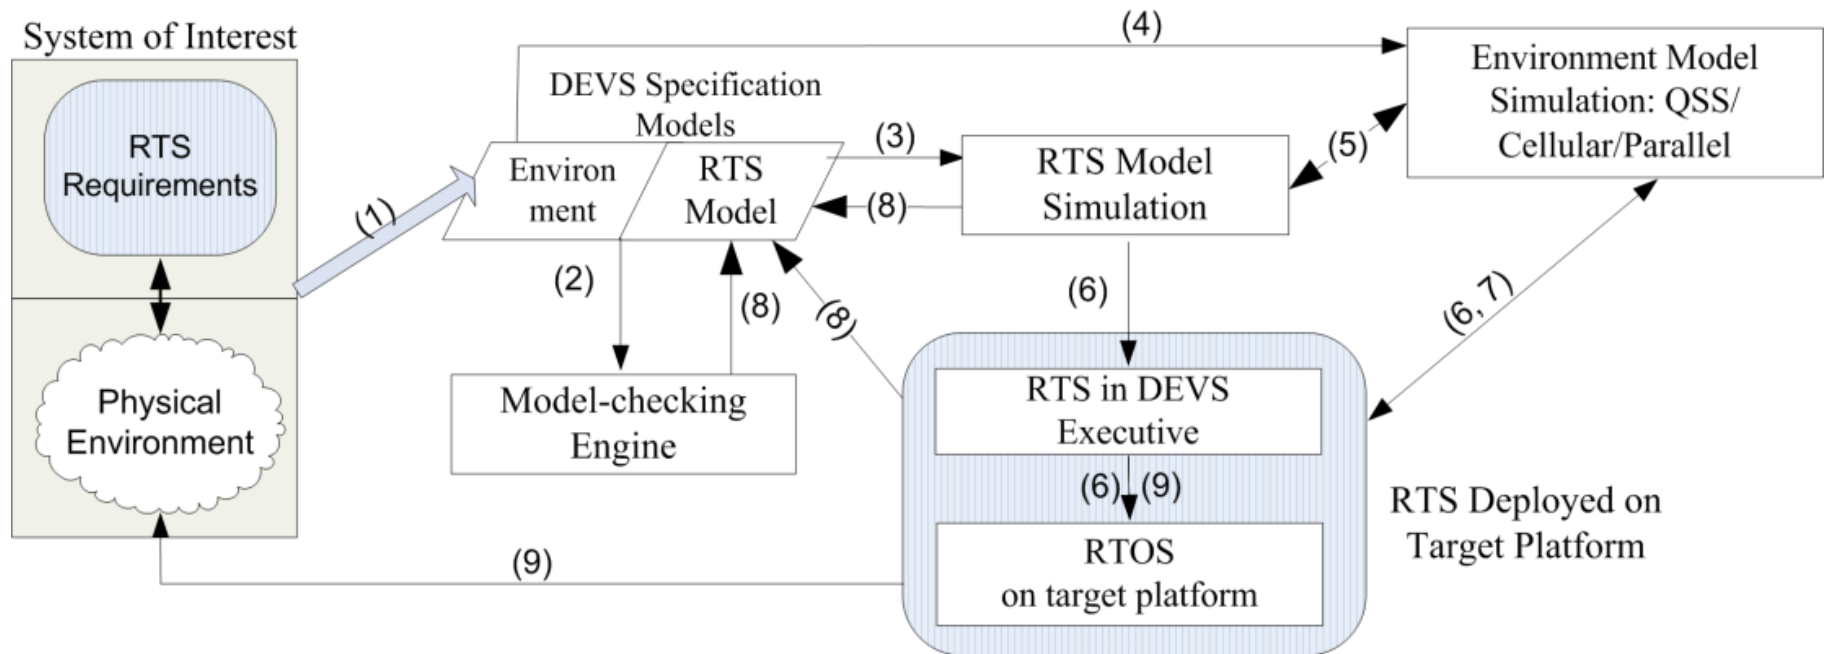 System of Interest
RTS
Requirements
Physical
Environment
(1)
DEVS Specification
Models
Environ
ment
RTS
Model
(2)
(8)
Model-checking
Engine
(3)
(8)
(8)
(4)
RTS Model
Simulation
(5)
Environment Model
Simulation: QSS/
Cellular/Parallel
(6)
(6, 7)
RTS in DEVS
Executive
(6) (9)
RTOS
on target platform
RTS Deployed on
Target Platform
(9)